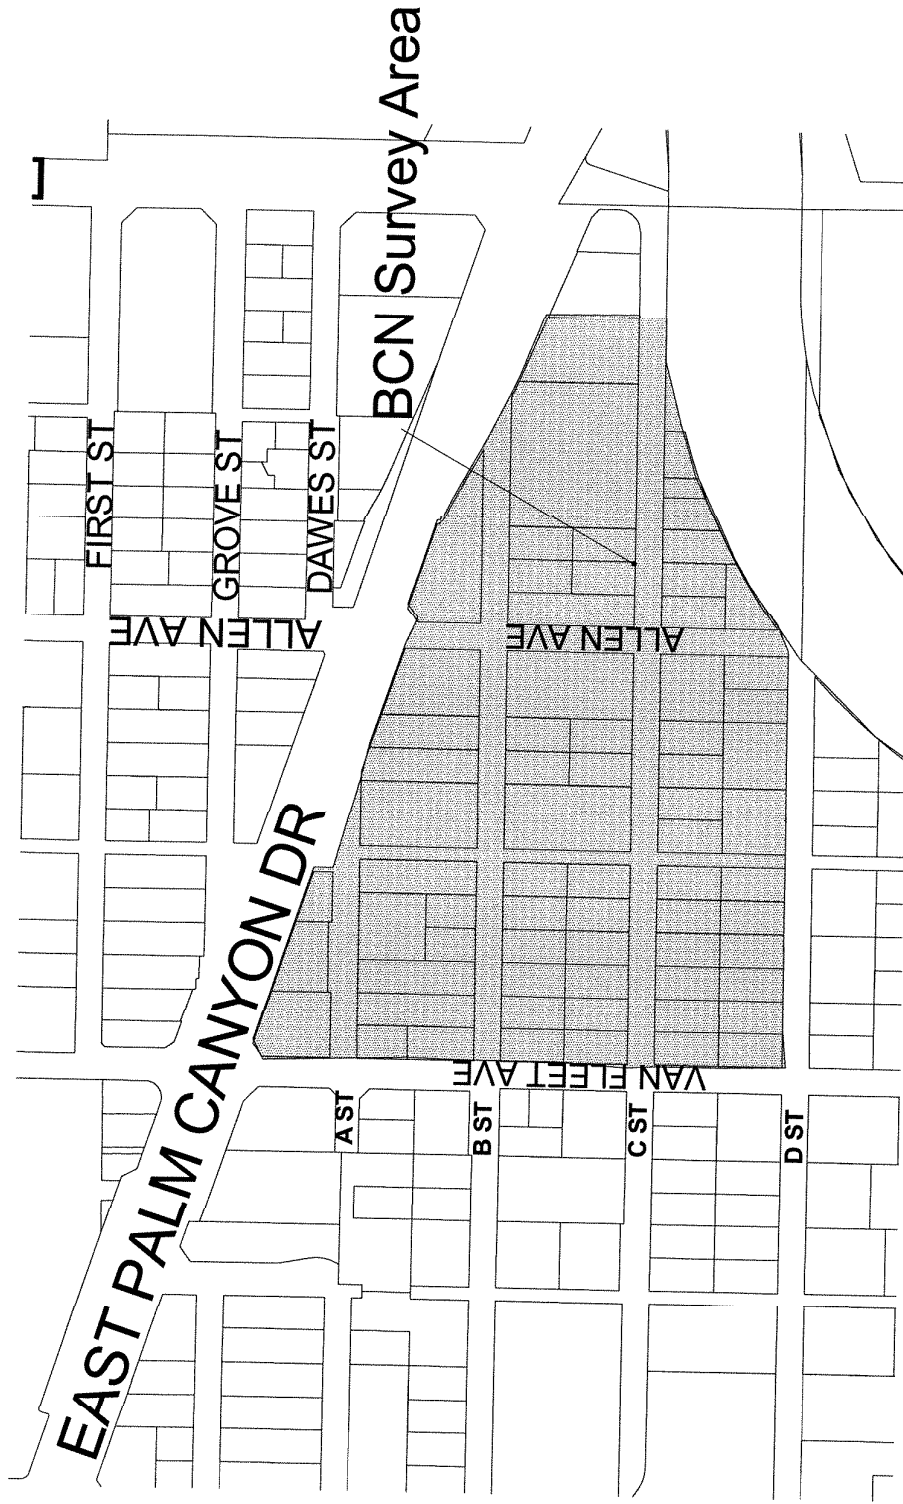 ]
BCN Survey Area
FIRST ST
GROVE ST
DAWES ST
ALLEN AVE
ALLEN AVE
EAST PALM CANYON DR
VAN FLEET AVE
A ST
B ST
C ST
D ST